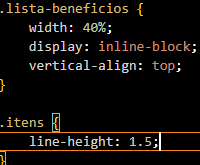 .lista-beneficios {
    width: 40%;
    display: inline-block;
    vertical-align: top;
}
.itens {
    line-height: 1.5;
}